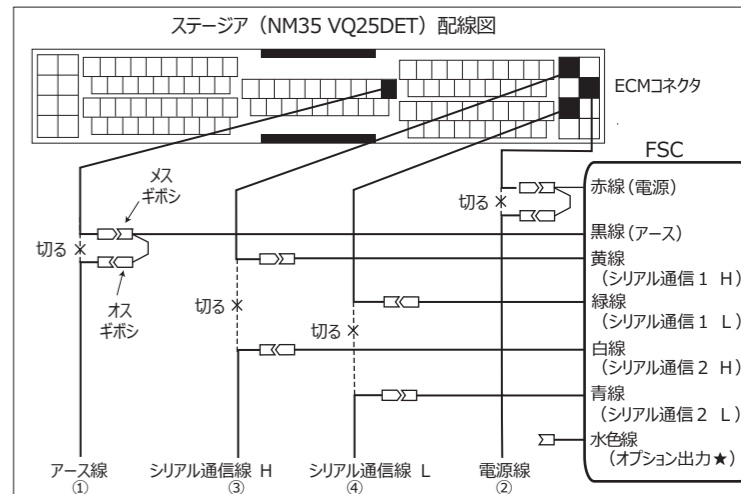 ステージア（NM35 VQ25DET）配線図
ECMコネクタ
FSC
メス
ギボシ
切る
赤線(電源)
切る
黒線(アース)
黄線
(シリアル通信１ H)
オス
ギボシ
切る
緑線
(シリアル通信１ L)
切る
白線
(シリアル通信２ H)
青線
(シリアル通信２ L)
水色線
(オプション出力★)
アース線
①
シリアル通信線 H
③
シリアル通信線 L
④
電源線
②